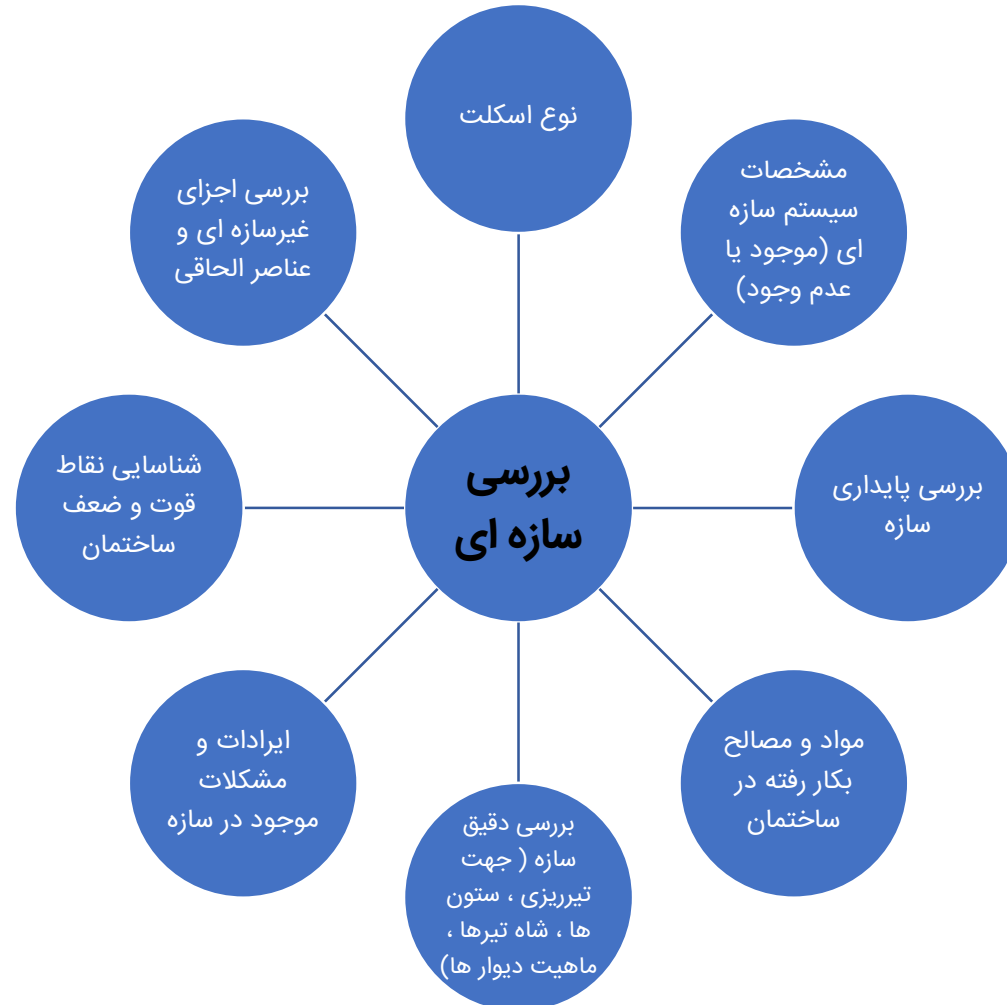 نوع اسکلت
مشخصات
سیستم سازه
ای (موجود یا
عدم وجود)
بررسی پایداری
سازه
مواد و مصالح
بکار رفته در
ساختمان
بررسی دقیق
سازه ( جهت
تیرریزی ، ستون
ها ، شاه تیرها ،
ماهیت دیوار ها)
ایرادات و
مشکلات
موجود در سازه
شناسایی نقاط
قوت و ضعف
ساختمان
بررسی اجزای
غیرسازه ای و
عناصر الحاقی
بررسی
سازه ای